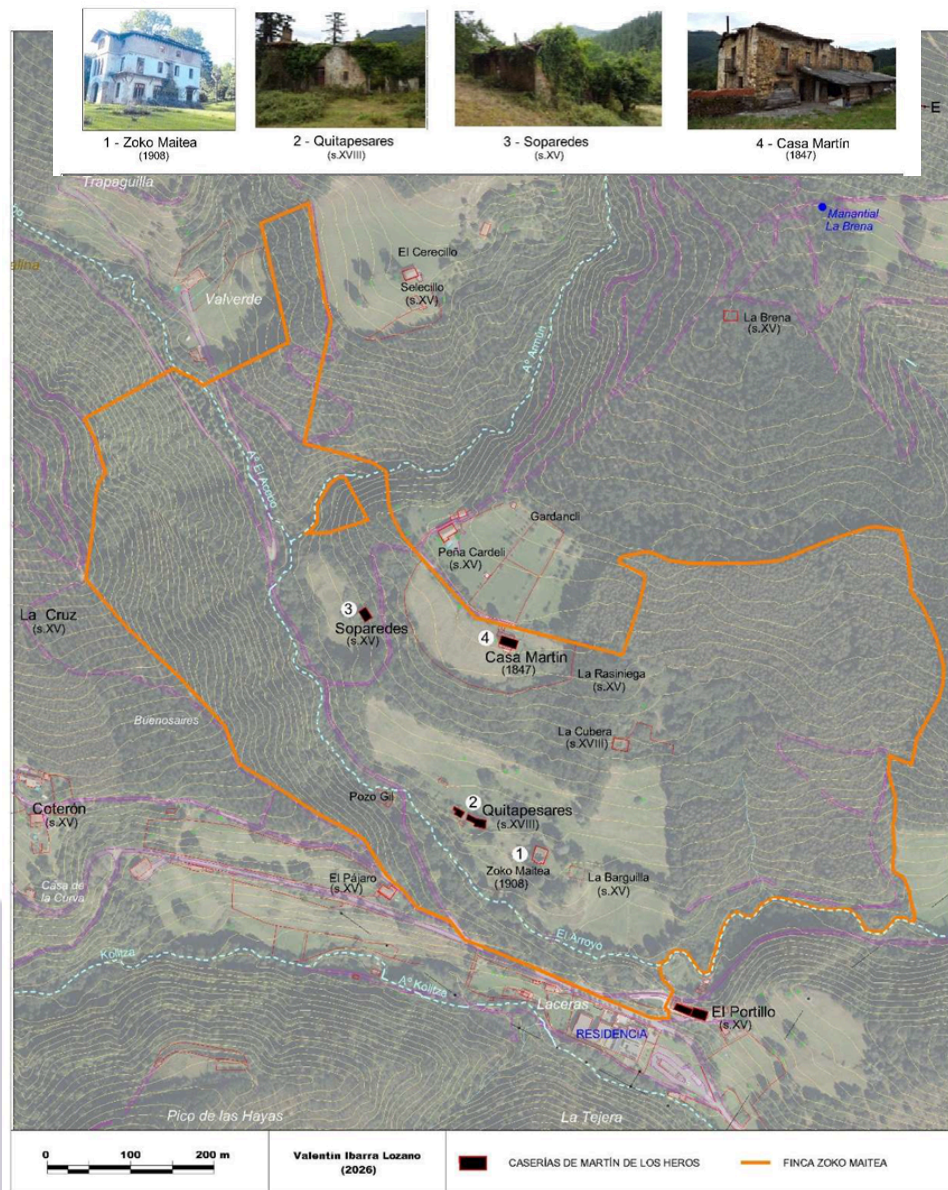 1 - Zoko Maitea
(1908)
2 - Quitapesares
(s.XVIII)
3 - Soparedes
(s.XV)
4 - Casa Martín
(1847)
E
Trapaguilla
Manantial
La Brena
El Cerecillo
Selecillo
(s.XV)
Valverde
La Brena
(s.XV)
Aº Armún
Aº El Acebo
Gardancli
Peña Cardeli
(s.XV)
3
Soparedes
(s.XV)
La Cruz
(s.XV)
4
Casa Martín
(1847)
La Rasiniega
(s.XV)
Buenosaires
La Cubera
(s.XVIII)
Pozo Gil
2
Quitapesares
(s.XVIII)
Coterón
(s.XV)
1
Zoko Maitea
(1908)
La Barguilla
(s.XV)
El Pájaro
(s.XV)
Casa de
la Curva
El Arroyo
Kolitza
Aº Kolitza
Laceras
El Portillo
(s.XV)
RESIDENCIA
Pico de las Hayas
La Tejera
0 100 200 m
Valentín Ibarra Lozano
(2026)
CASERÍAS DE MARTÍN DE LOS HEROS
FINCA ZOKO MAITEA